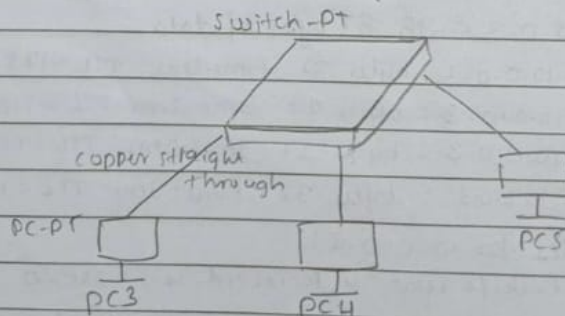 Switch-PT
Copper straight
through
PC-PT
PC3
PC4
PC5